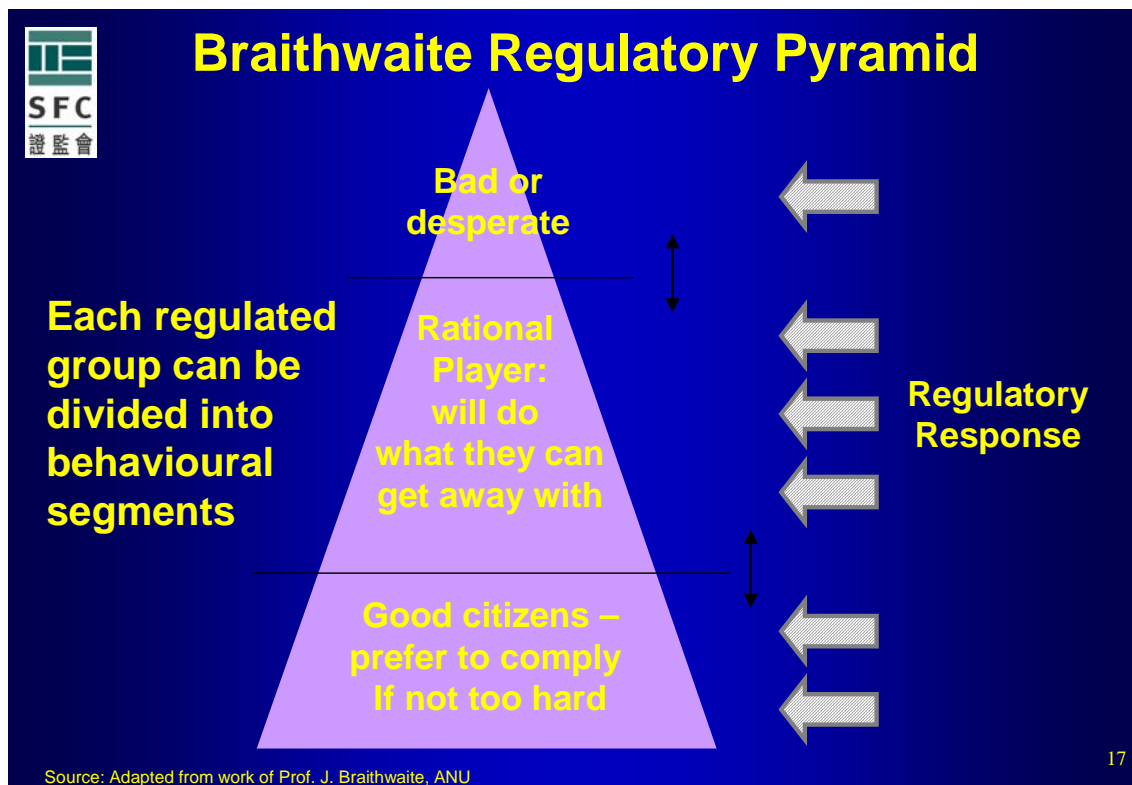 Braithwaite Regulatory Pyramid
SFC
證監會
Bad or
desperate
Each regulated
group can be
divided into
behavioural
segments
Rational
Player:
will do
what they can
get away with
Regulatory
Response
Good citizens –
prefer to comply
If not too hard
Source: Adapted from work of Prof. J. Braithwaite, ANU
17